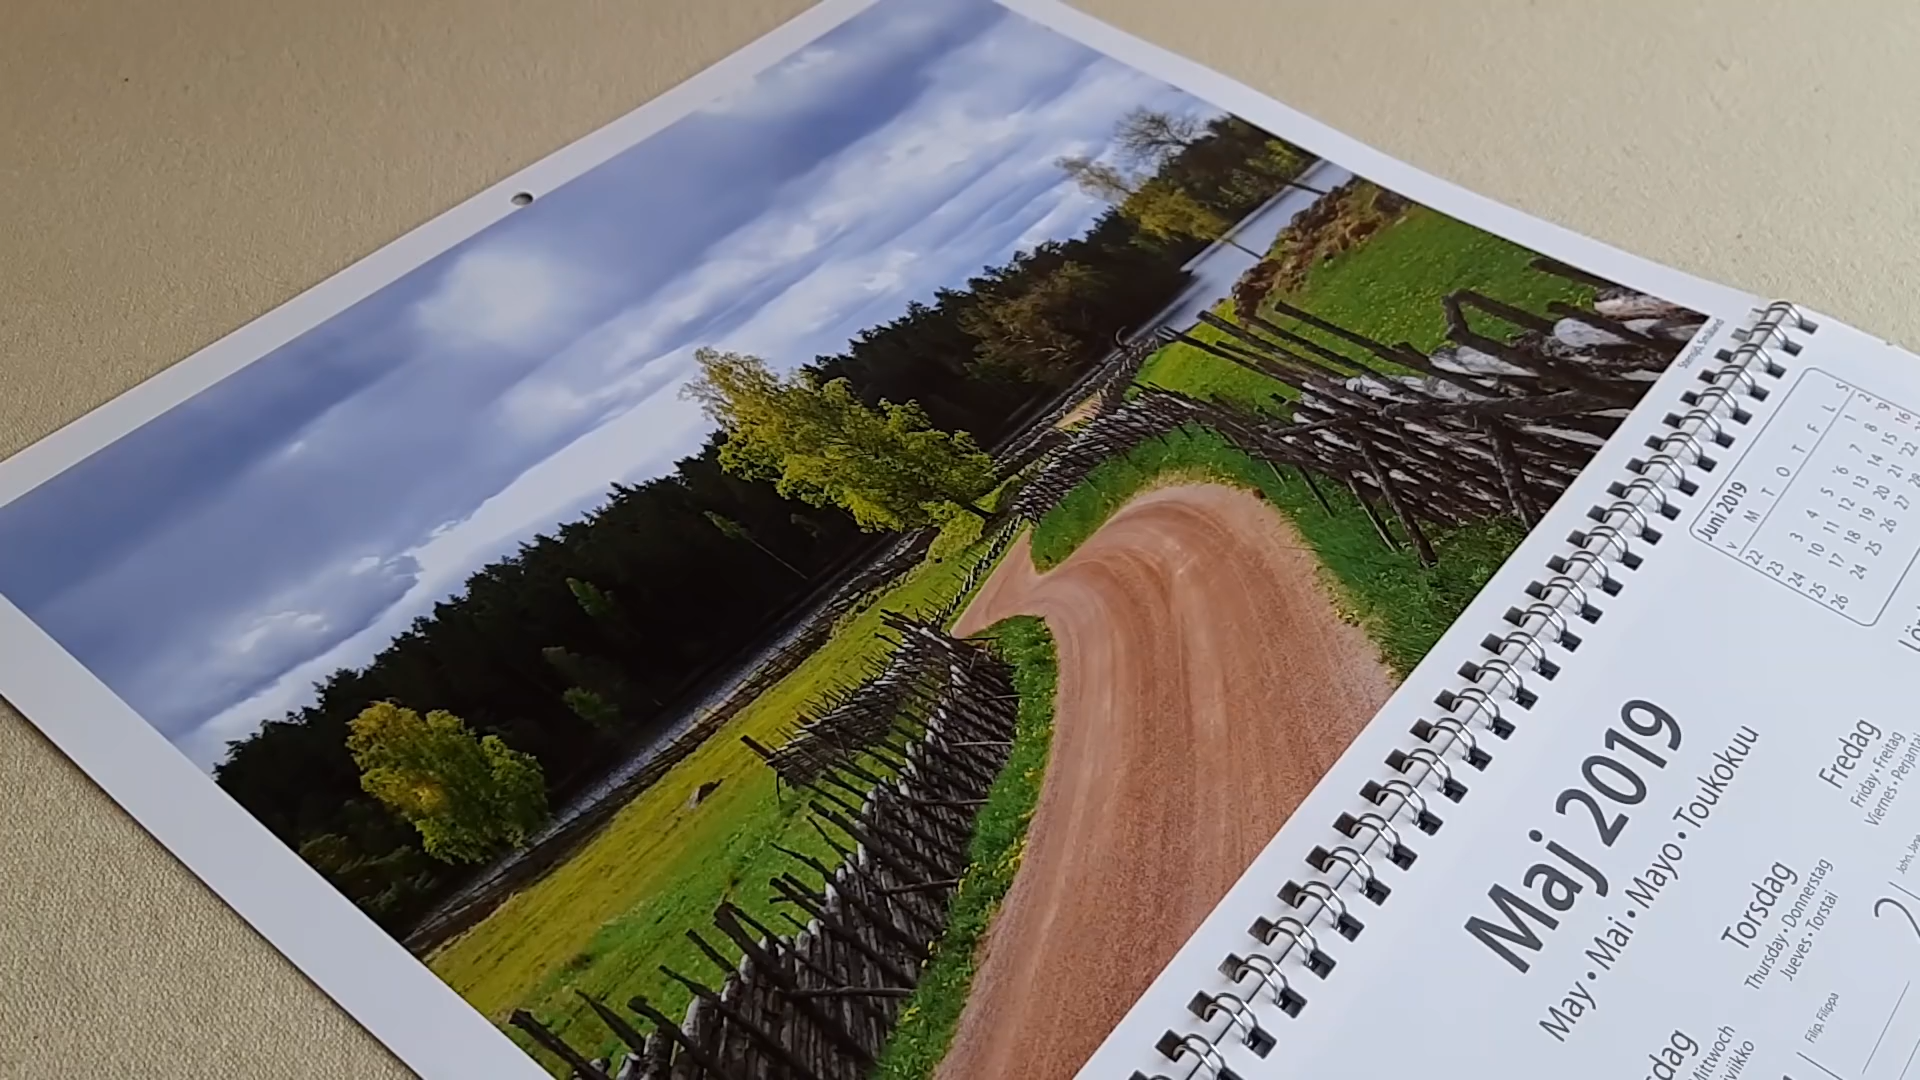 Maj 2019
May • Mai • Mayo • Toukokuu
Juni 2019
v M T O T F L S
22 1 2
23 3 4 5 6 7 8 9
24 10 11 12 13 14 15 16
25 17 18 19 20 21 22
26 24 25 26 27 28
Torsdag
Thursday • Donnerstag
Jueves • Torstai
Fredag
Friday • Freitag
Viernes • Perjantai
Filip, Filippa
2